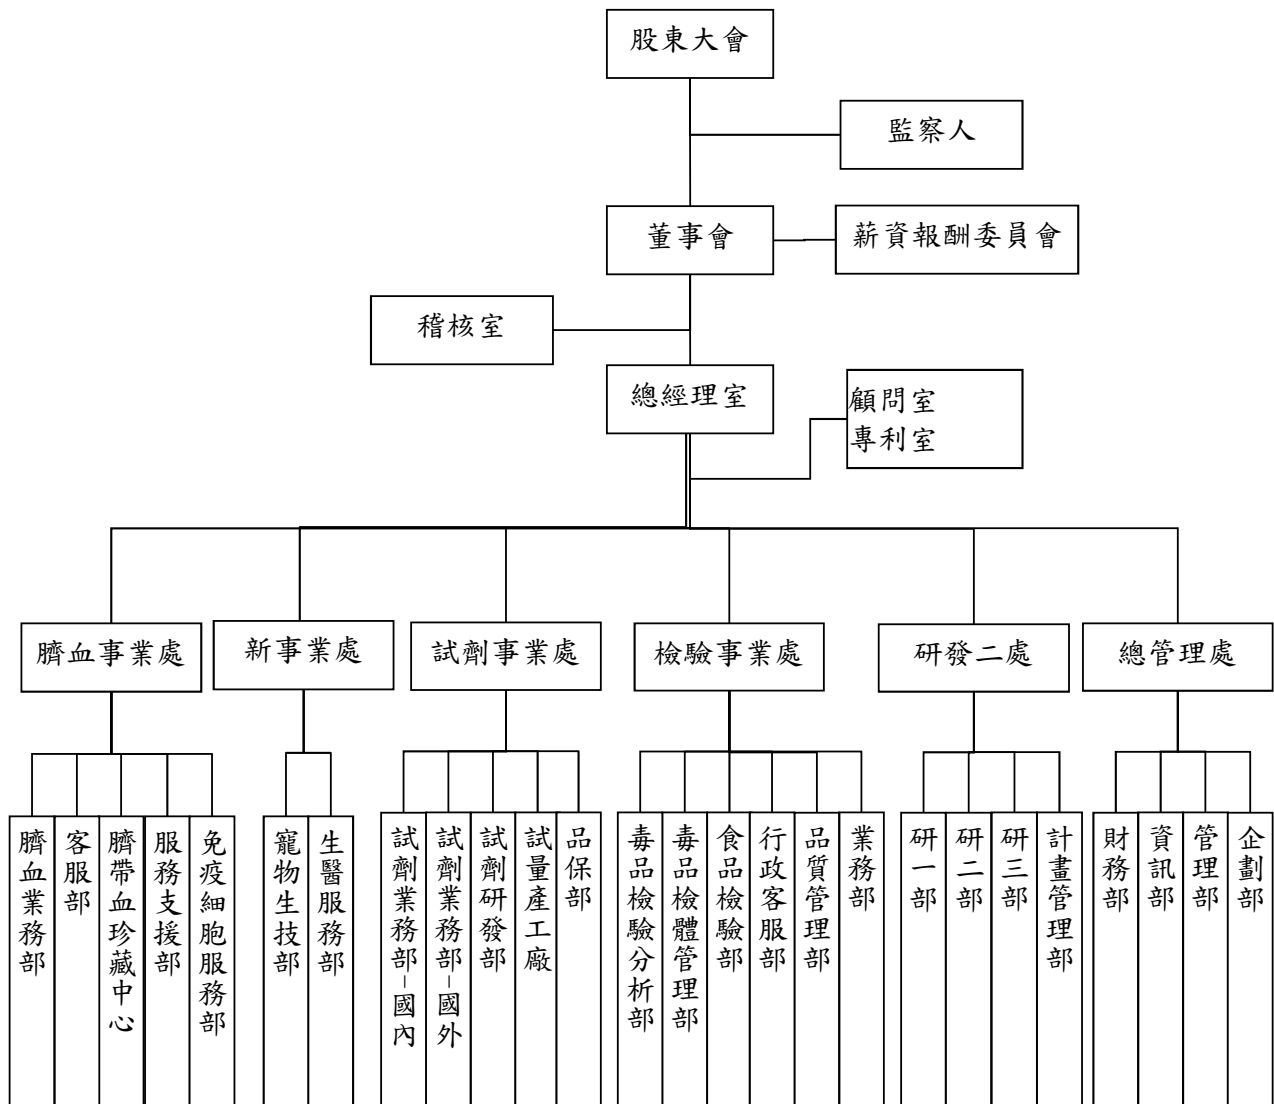 股東大會
監察人
董事會
薪資報酬委員會
稽核室
總經理室
顧問室
專利室
臍血事業處
新事業處
試劑事業處
檢驗事業處
研發二處
總管理處
臍血業務部
客服部
臍帶血珍藏中心
服務支援部
免疫細胞服務部
寵物生技部
生醫服務部
試劑業務部-國內
試劑業務部-國外
試劑研發部
試量產工廠
品保部
毒品檢驗分析部
毒品檢體管理部
食品檢驗部
行政客服部
品質管理部
業務部
研一部
研二部
研三部
計畫管理部
財務部
資訊部
管理部
企劃部